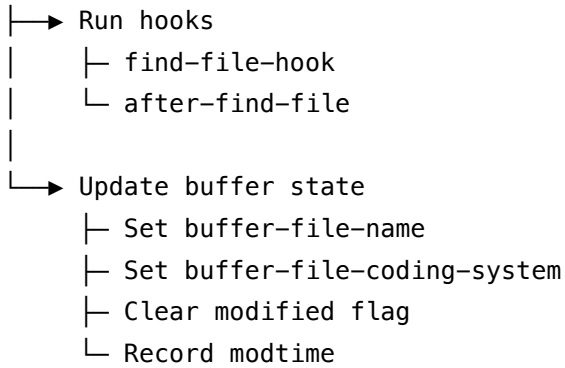 ├──▶ Run hooks
│     ├─ find-file-hook
│     └─ after-find-file
│
└──▶ Update buffer state
      ├─ Set buffer-file-name
      ├─ Set buffer-file-coding-system
      ├─ Clear modified flag
      └─ Record modtime